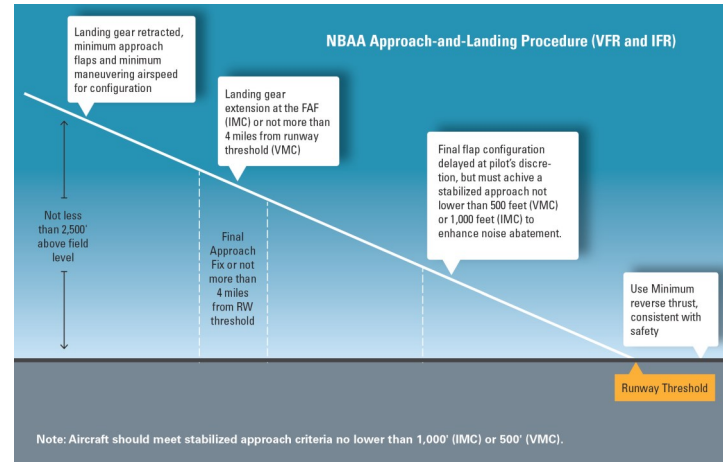 NBAA Approach-and-Landing Procedure (VFR and IFR)
Landing gear retracted,
minimum approach
flaps and minimum
maneuvering airspeed
for configuration
Landing gear
extension at the FAF
(IMC) or not more than
4 miles from runway
threshold (VMC)
Final flap configuration
delayed at pilot's discre-
tion, but must achive a
stabilized approach not
lower than 500 feet (VMC)
or 1,000 feet (IMC) to
enhance noise abatement.
Not less
than 2,500'
above field
level
Final
Approach
Fix or not
more than
4 miles
from RW
threshold
Use Minimum
reverse thrust,
consistent with
safety
Runway Threshold
Note: Aircraft should meet stabilized approach criteria no lower than 1,000' (IMC) or 500' (VMC).